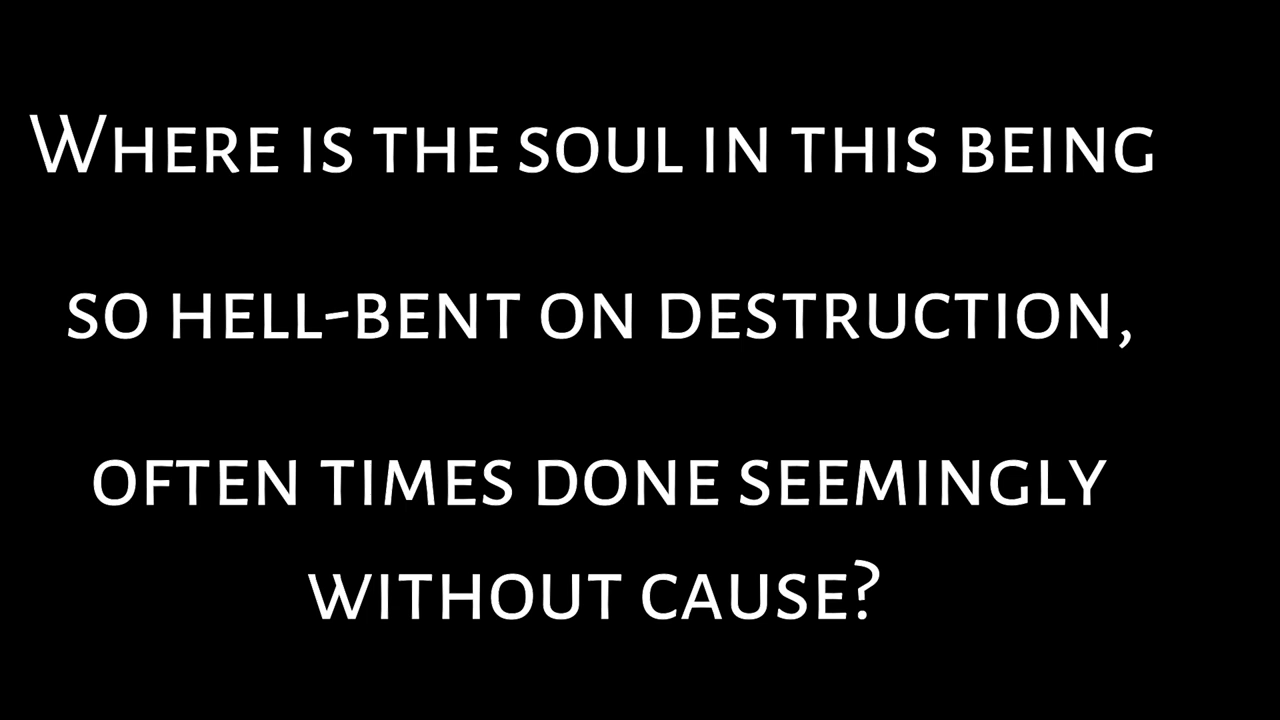 Where is the soul in this being
so hell-bent on destruction,
often times done seemingly
without cause?